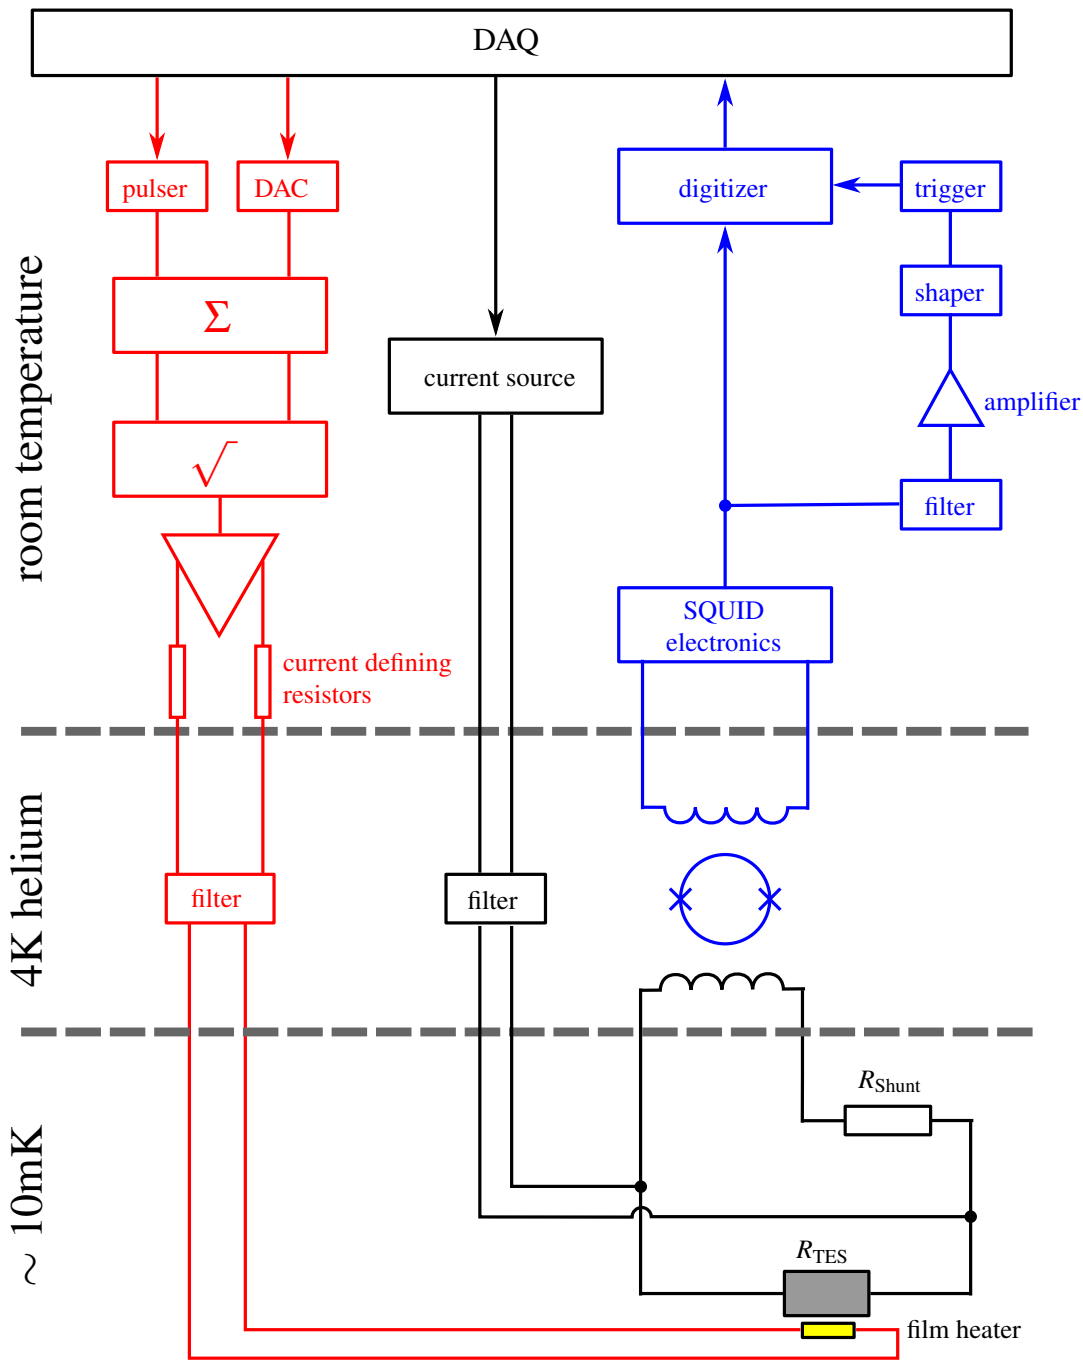 DAQ
pulser
DAC
digitizer
trigger
Σ
shaper
current source
amplifier
√
filter
SQUID
electronics
current defining
resistors
room temperature
filter
filter
4K helium
R_Shunt
R_TES
film heater
~ 10mK